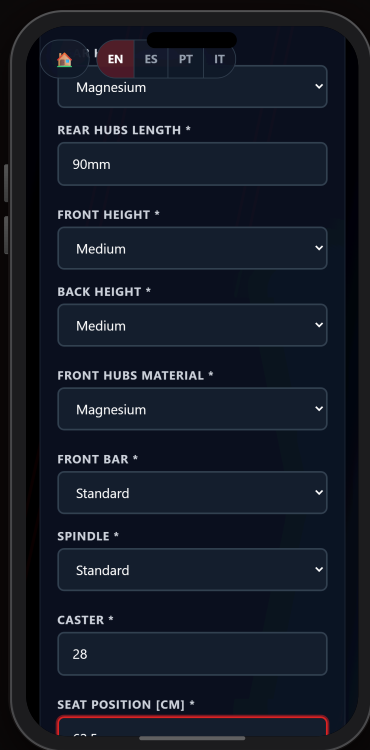 EN ES PT IT
Magnesium
REAR HUBS LENGTH *
90mm
FRONT HEIGHT *
Medium
BACK HEIGHT *
Medium
FRONT HUBS MATERIAL *
Magnesium
FRONT BAR *
Standard
SPINDLE *
Standard
CASTER *
28
SEAT POSITION [CM] *